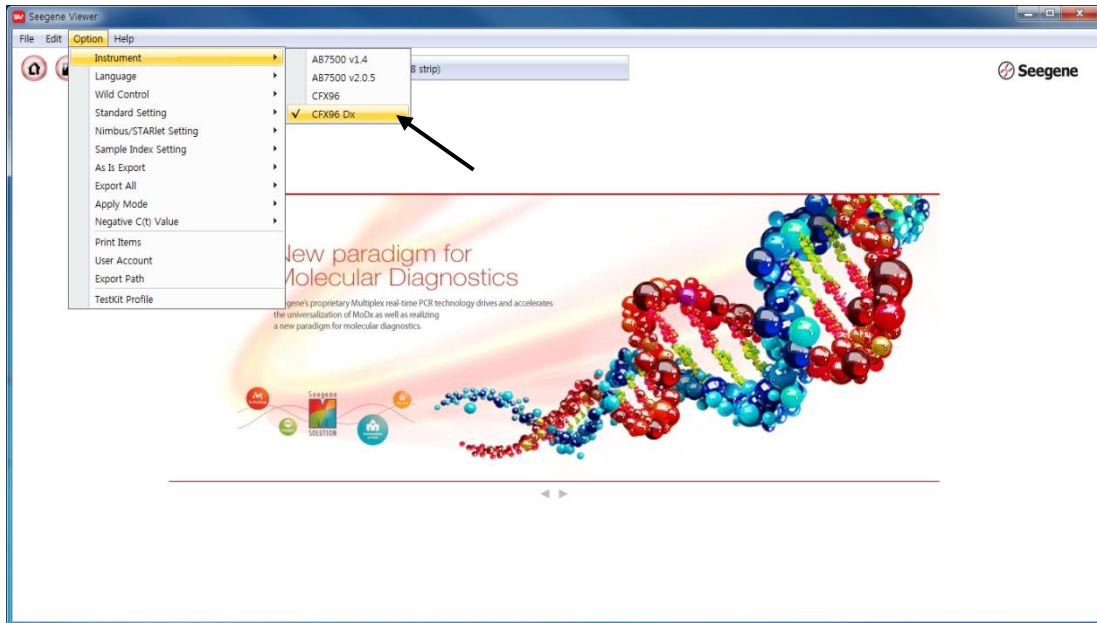 Seegene Viewer
File Edit Option Help
Instrument
Language
Wild Control
Standard Setting
Nimbus/STARlet Setting
Sample Index Setting
As Is Export
Export All
Apply Mode
Negative C(t) Value
Print Items
User Account
Export Path
TestKit Profile
AB7500 v1.4
AB7500 v2.0.5
CFX96
CFX96 Dx
8 strip)
Seegene
New paradigm for
Molecular Diagnostics
gene's proprietary Multiplex real-time PCR technology drives and accelerates
the universalization of MoDx as well as realizing
a new paradigm for molecular diagnostics.
Seegene
SOLUTION